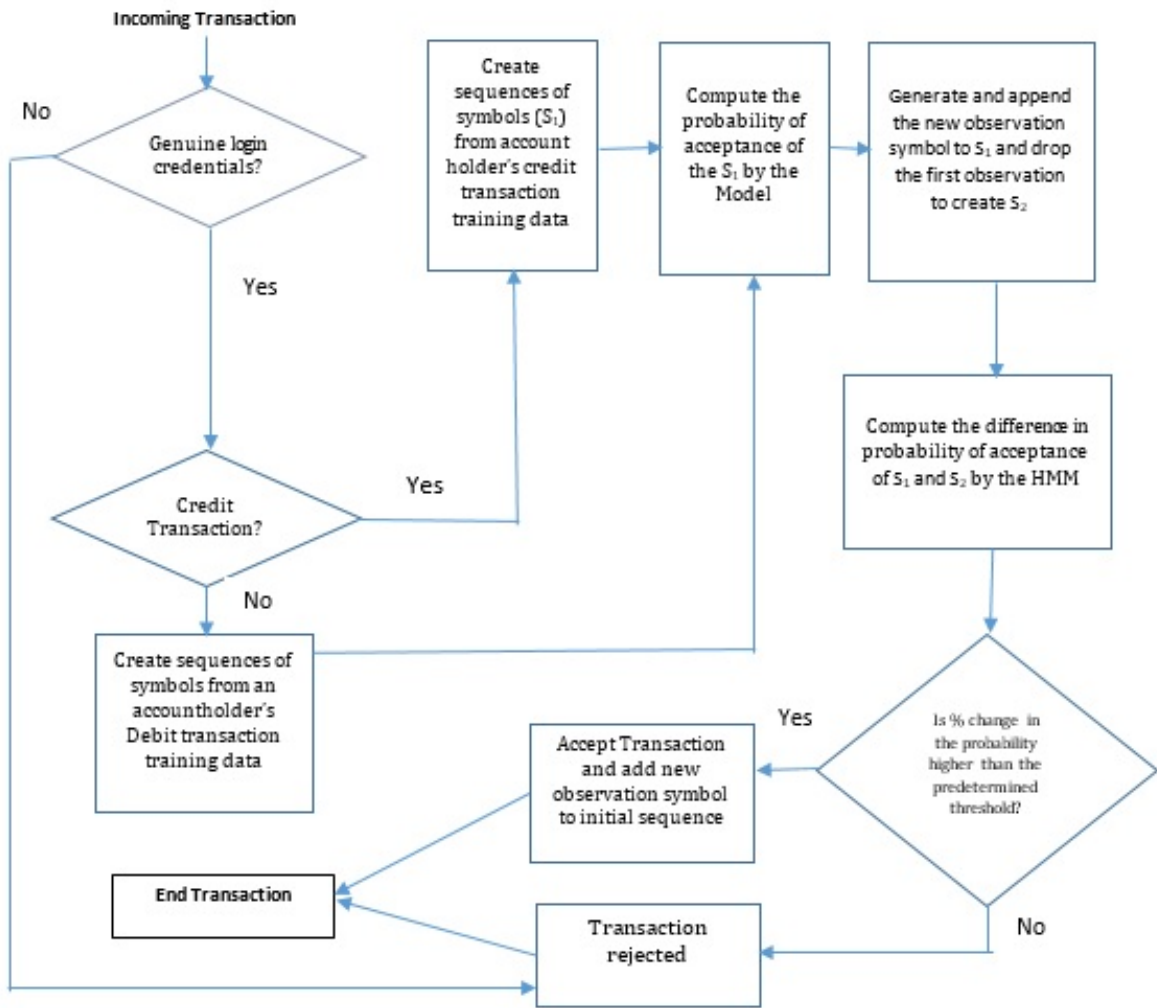 Incoming Transaction
No
Genuine login
credentials?
Yes
Credit
Transaction?
Yes
No
Create sequences of
symbols from an
accountholder's
Debit transaction
training data
Create
sequences of
symbols (S₁)
from account
holder's credit
transaction
training data
Compute the
probability of
acceptance of
the S₁ by the
Model
Generate and append
the new observation
symbol to S₁ and drop
the first observation
to create S₂
Compute the difference in
probability of acceptance
of S₁ and S₂ by the HMM
Is % change in
the probability
higher than the
predetermined
threshold?
Yes
Accept Transaction
and add new
observation symbol
to initial sequence
No
Transaction
rejected
End Transaction